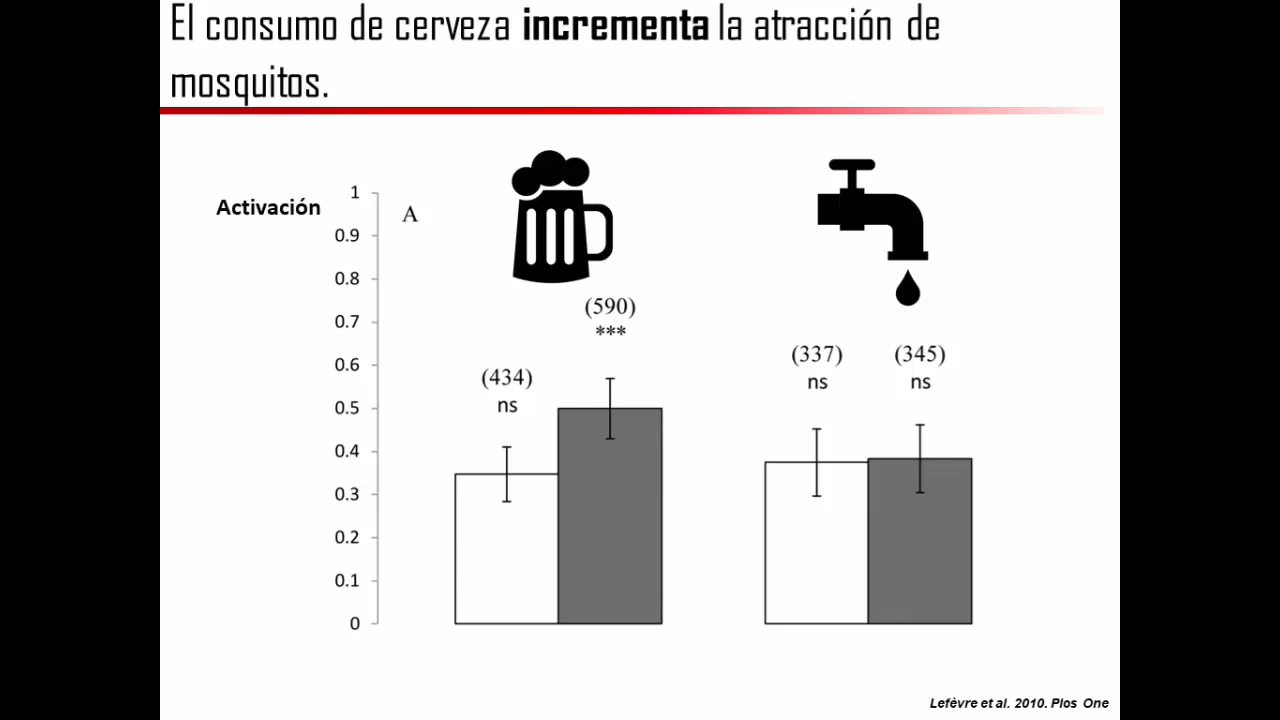 El consumo de cerveza incrementa la atracción de
mosquitos.
Activación
A
1
0.9
0.8
0.7
0.6
0.5
0.4
0.3
0.2
0.1
0
(434)
ns
(590)
***
(337)
ns
(345)
ns
Lefèvre et al. 2010. Plos One